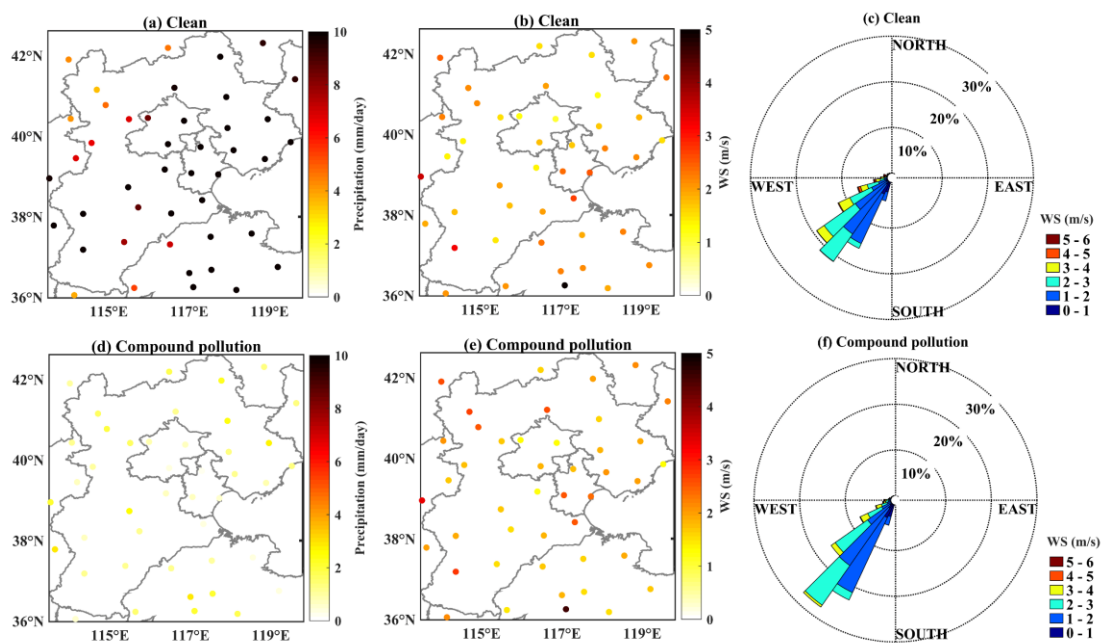 (a) Clean
42°N
40°N
38°N
36°N
115°E 117°E 119°E
10
8
6
4
2
0
Precipitation (mm/day)
(b) Clean
42°N
40°N
38°N
36°N
115°E 117°E 119°E
5
4
3
2
1
0
WS (m/s)
(c) Clean
NORTH
30%
20%
10%
WEST
EAST
SOUTH
WS (m/s)
5 - 6
4 - 5
3 - 4
2 - 3
1 - 2
0 - 1
(d) Compound pollution
42°N
40°N
38°N
36°N
115°E 117°E 119°E
10
8
6
4
2
0
Precipitation (mm/day)
(e) Compound pollution
42°N
40°N
38°N
36°N
115°E 117°E 119°E
5
4
3
2
1
0
WS (m/s)
(f) Compound pollution
NORTH
30%
20%
10%
WEST
EAST
SOUTH
WS (m/s)
5 - 6
4 - 5
3 - 4
2 - 3
1 - 2
0 - 1